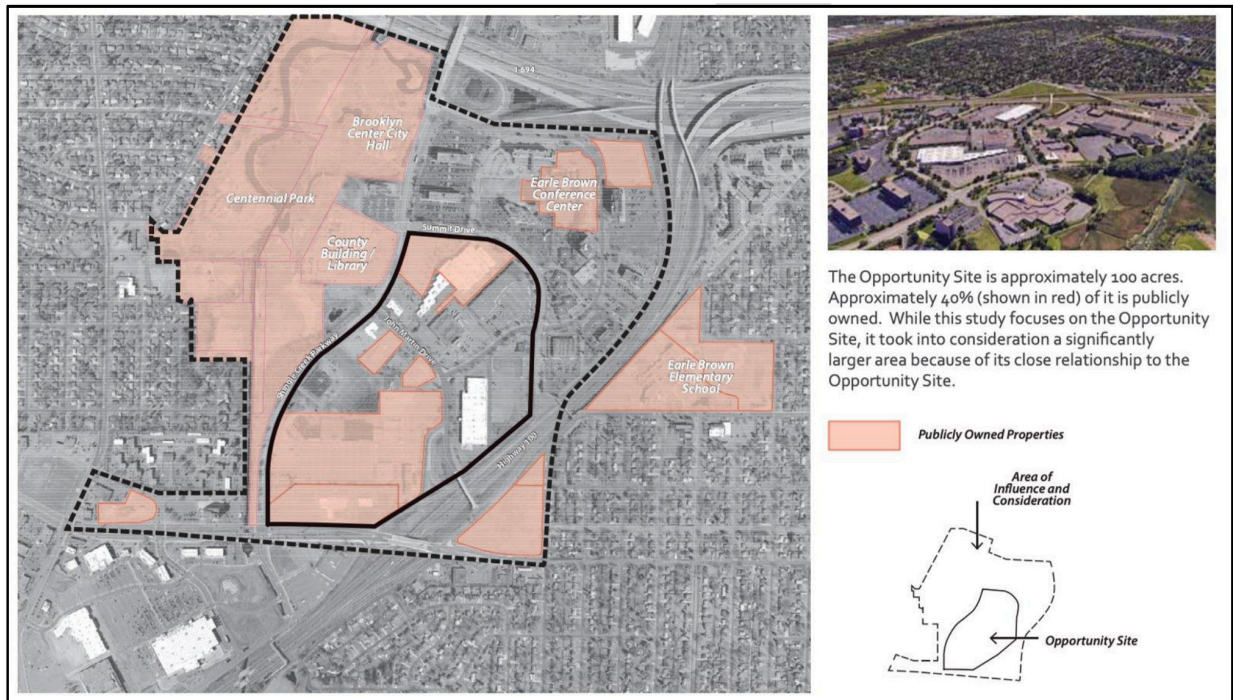 I 694
Brooklyn
Center City
Hall
Earle Brown
Conference
Center
Centennial Park
County
Building /
Library
Summit Drive
John Martin Drive
Shingle Creek Parkway
Earle Brown
Elementary
School
Highway 100
The Opportunity Site is approximately 100 acres.
Approximately 40% (shown in red) of it is publicly
owned. While this study focuses on the Opportunity
Site, it took into consideration a significantly
larger area because of its close relationship to the
Opportunity Site.
Publicly Owned Properties
Area of
Influence and
Consideration
Opportunity Site